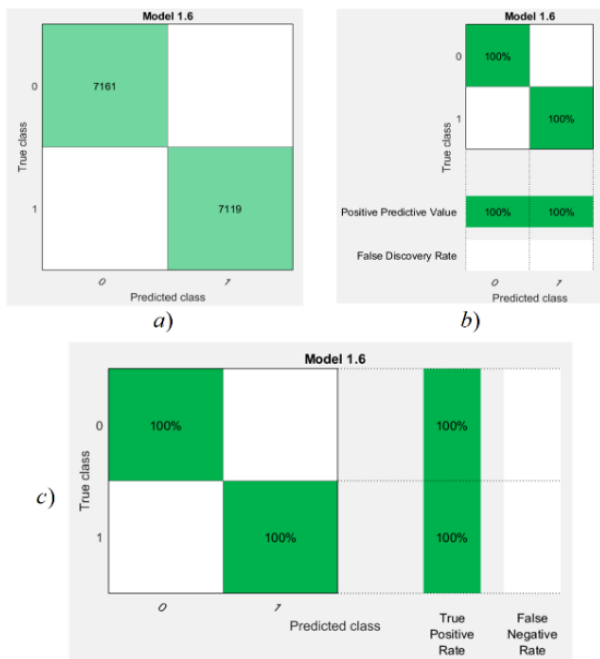 Model 1.6
0
7161
1
7119
True class
0
1
Predicted class
a)
Model 1.6
0
100%
1
100%
True class
Positive Predictive Value
100%
100%
False Discovery Rate
0
1
Predicted class
b)
Model 1.6
0
100%
100%
1
100%
100%
True class
c)
0
1
Predicted class
True
Positive
Rate
False
Negative
Rate